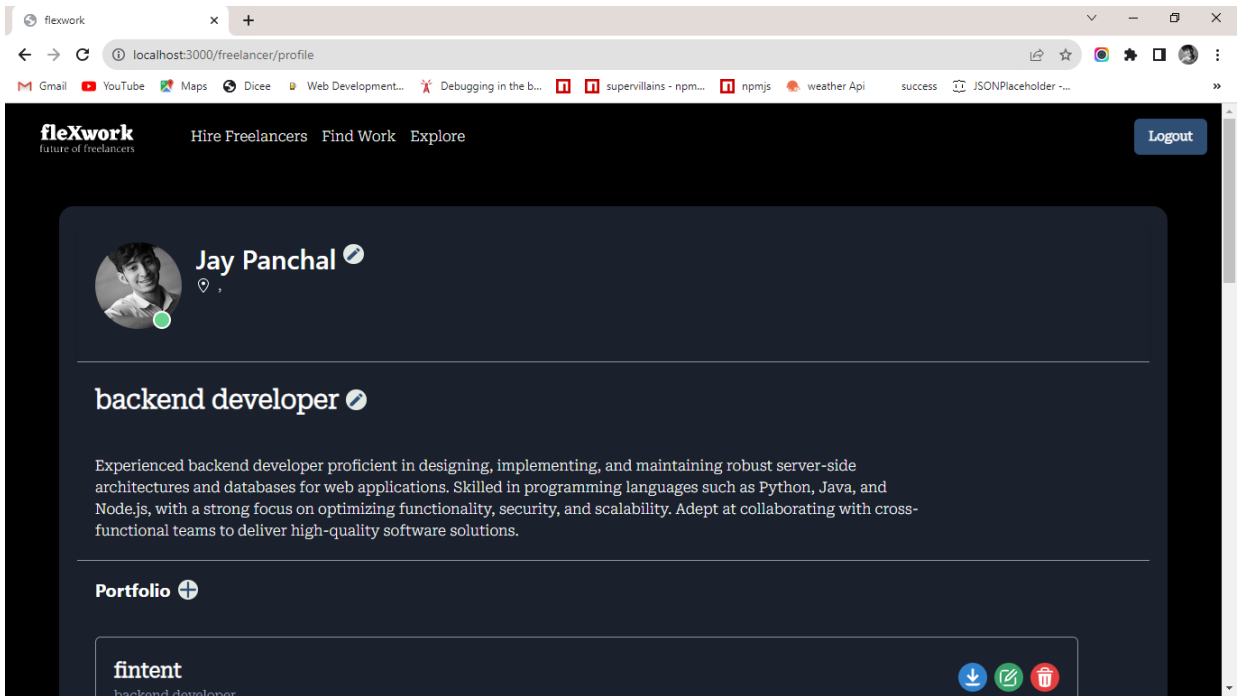 flexwork
localhost:3000/freelancer/profile
Gmail YouTube Maps Dicee Web Development... Debugging in the b... supervillains - npm... npmjs weather Api success JSONPlaceholder -... »
fleXwork
future of freelancers
Hire Freelancers Find Work Explore
Logout
Jay Panchal
,
backend developer
Experienced backend developer proficient in designing, implementing, and maintaining robust server-side
architectures and databases for web applications. Skilled in programming languages such as Python, Java, and
Node.js, with a strong focus on optimizing functionality, security, and scalability. Adept at collaborating with cross-
functional teams to deliver high-quality software solutions.
Portfolio
fintent
backend developer